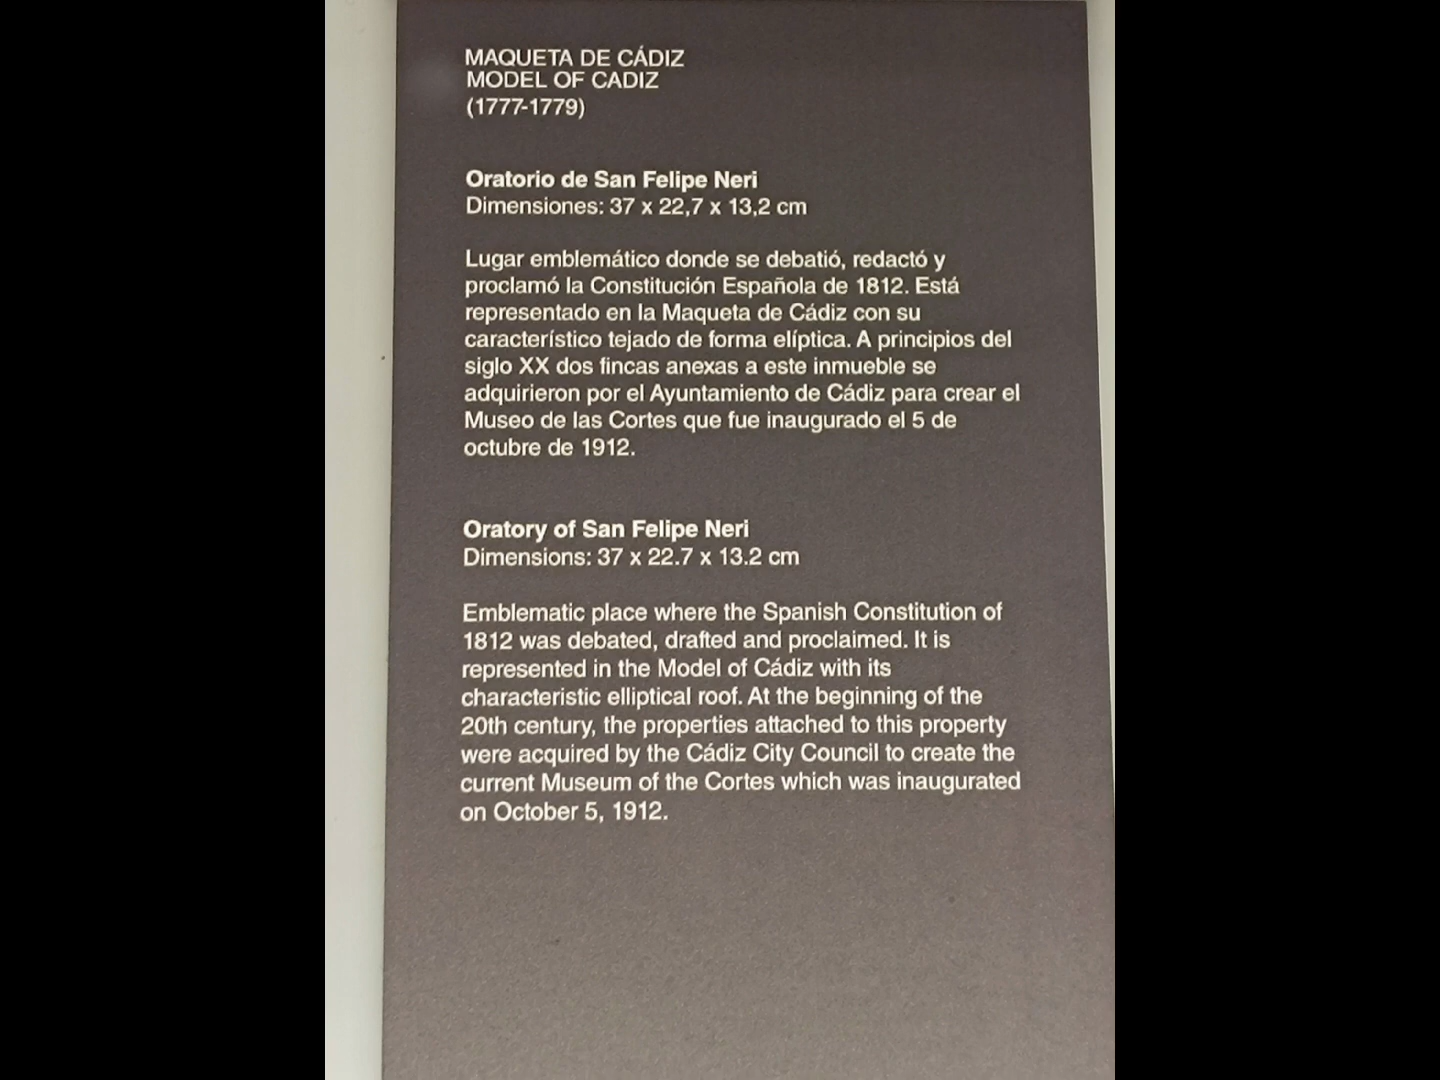 MAQUETA DE CÁDIZ
MODEL OF CADIZ
(1777-1779)
Oratorio de San Felipe Neri
Dimensiones: 37 x 22,7 x 13,2 cm
Lugar emblemático donde se debatió, redactó y
proclamó la Constitución Española de 1812. Está
representado en la Maqueta de Cádiz con su
característico tejado de forma elíptica. A principios del
siglo XX dos fincas anexas a este inmueble se
adquirieron por el Ayuntamiento de Cádiz para crear el
Museo de las Cortes que fue inaugurado el 5 de
octubre de 1912.
Oratory of San Felipe Neri
Dimensions: 37 x 22.7 x 13.2 cm
Emblematic place where the Spanish Constitution of
1812 was debated, drafted and proclaimed. It is
represented in the Model of Cádiz with its
characteristic elliptical roof. At the beginning of the
20th century, the properties attached to this property
were acquired by the Cádiz City Council to create the
current Museum of the Cortes which was inaugurated
on October 5, 1912.